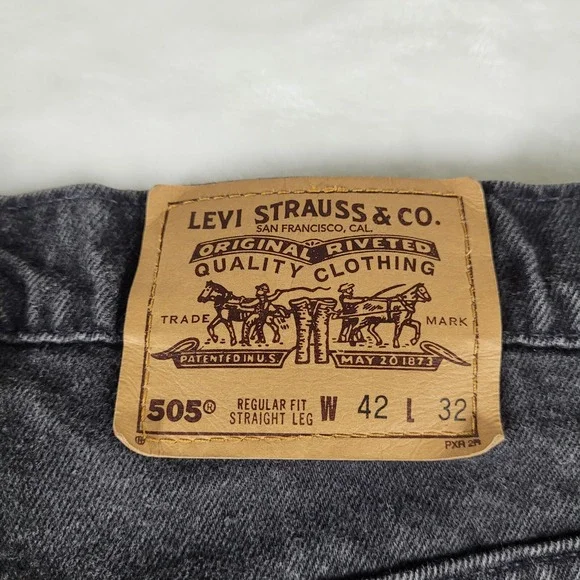 LEVI STRAUSS & CO.
SAN FRANCISCO, CAL.
ORIGINAL RIVETED
QUALITY CLOTHING
TRADE MARK
PATENTED IN U.S. MAY 20 1873
505® REGULAR FIT STRAIGHT LEG W 42 L 32
®